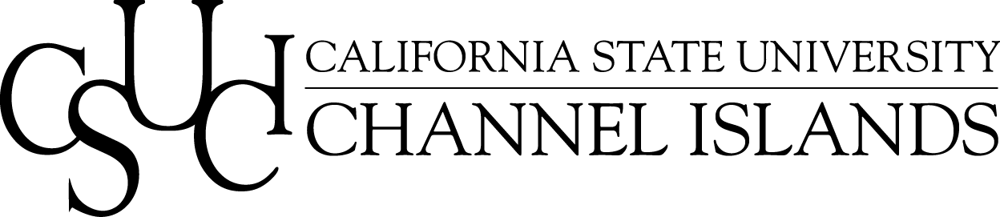 CSUCI
CALIFORNIA STATE UNIVERSITY
CHANNEL ISLANDS